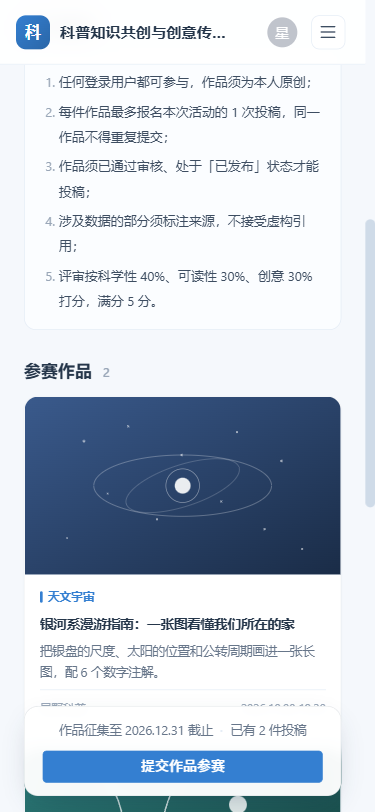 科 科普知识共创与创意传... 星
1. 任何登录用户都可参与，作品须为本人原创；
2. 每件作品最多报名本次活动的 1 次投稿，同一
作品不得重复提交；
3. 作品须已通过审核、处于「已发布」状态才能
投稿；
4. 涉及数据的部分须标注来源，不接受虚构引
用；
5. 评审按科学性 40%、可读性 30%、创意 30%
打分，满分 5 分。
参赛作品 2
天文宇宙
银河系漫游指南：一张图看懂我们所在的家
把银盘的尺度、太阳的位置和公转周期画进一张长
图，配 6 个数字注解。
作品征集至 2026.12.31 截止 · 已有 2 件投稿
提交作品参赛